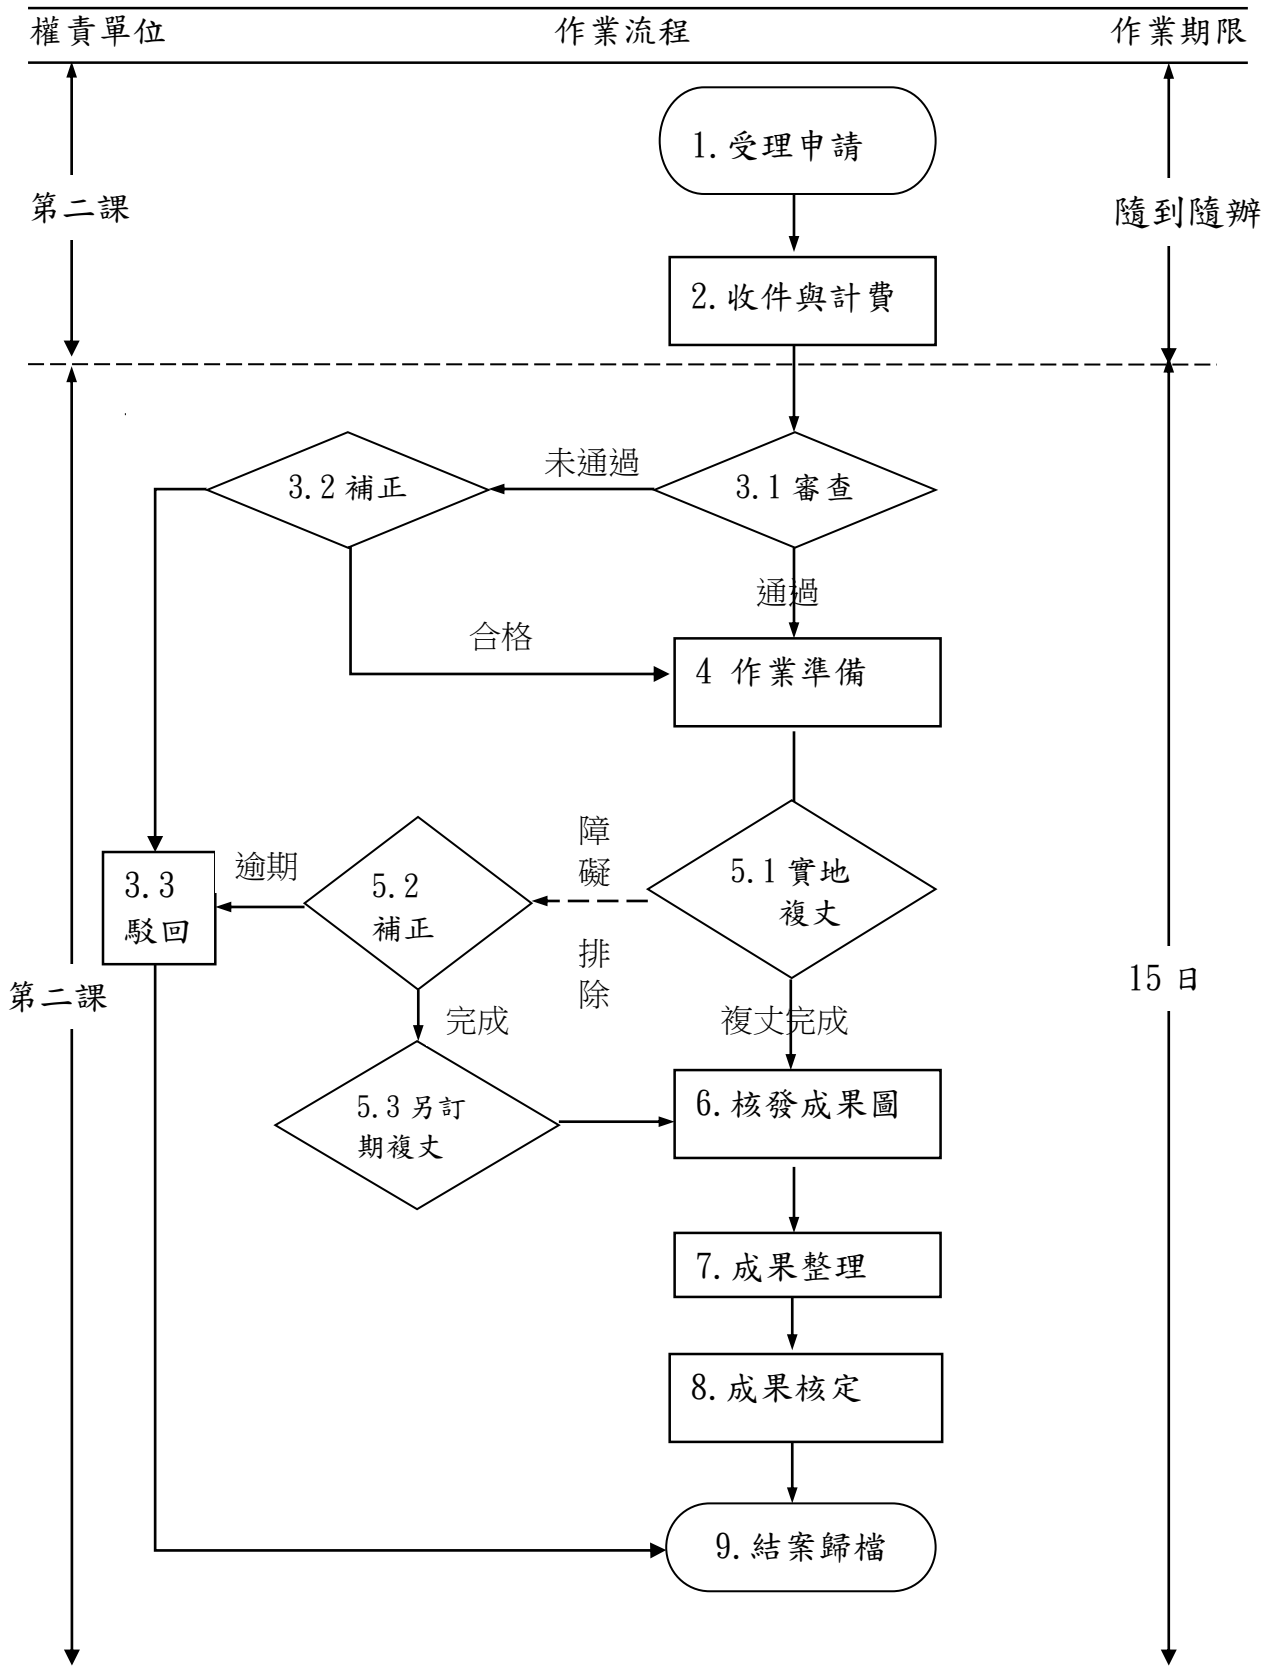 權責單位 作業流程 作業期限
1.受理申請
第二課
隨到隨辦
2.收件與計費
未通過
3.2補正
3.1審查
通過
合格
4 作業準備
障
礙
排
除
5.1實地
複丈
逾期
5.2
補正
3.3
駁回
第二課
15日
完成
複丈完成
5.3另訂
期複丈
6.核發成果圖
7.成果整理
8.成果核定
9.結案歸檔